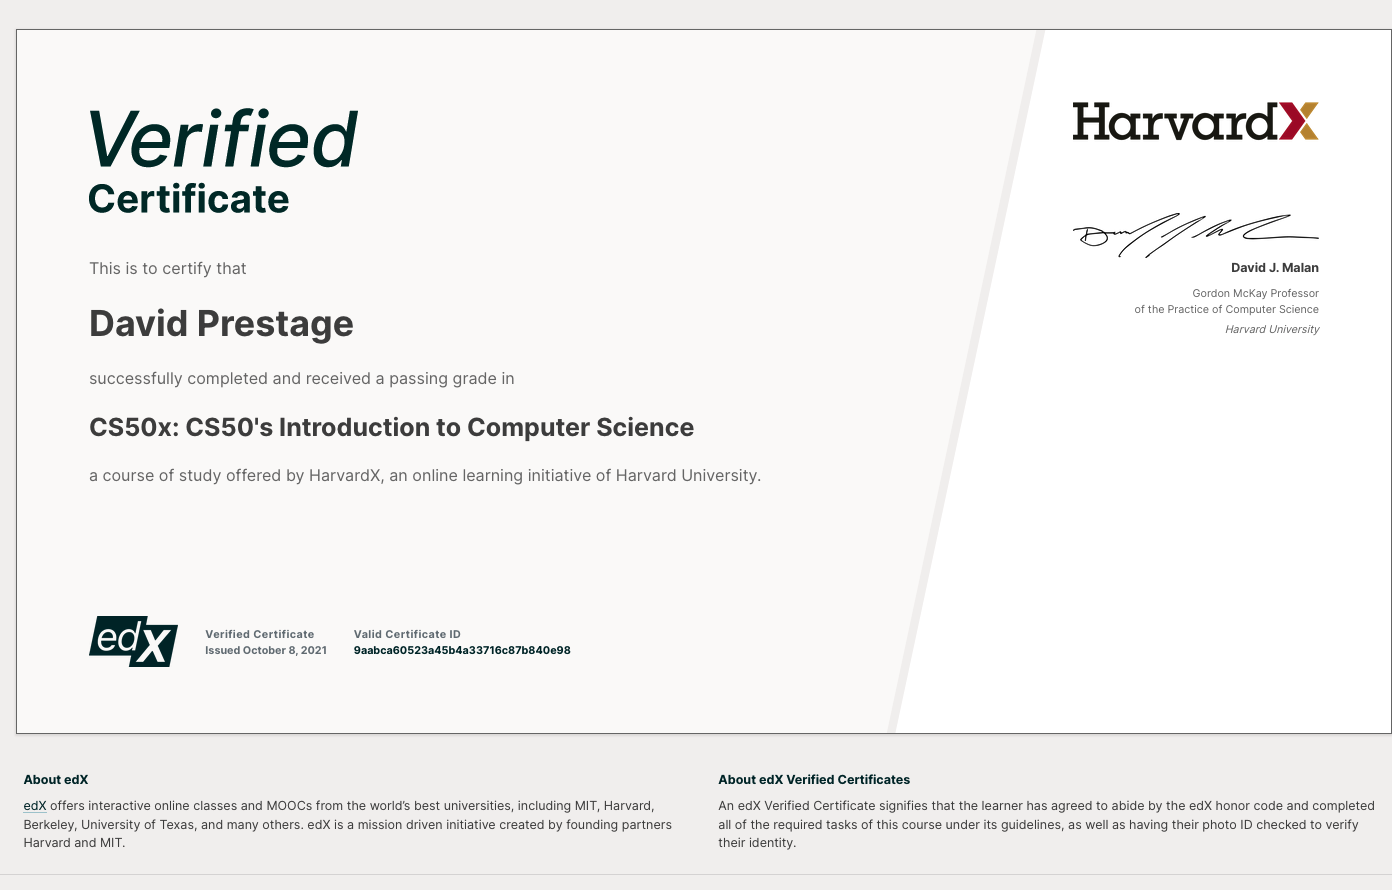 Verified
Certificate
This is to certify that
David Prestage
successfully completed and received a passing grade in
CS50x: CS50's Introduction to Computer Science
a course of study offered by HarvardX, an online learning initiative of Harvard University.
edX
Verified Certificate
Issued October 8, 2021
Valid Certificate ID
9aabca60523a45b4a33716c87b840e98
HarvardX
David J. Malan
Gordon McKay Professor
of the Practice of Computer Science
Harvard University
About edX
edX offers interactive online classes and MOOCs from the world’s best universities, including MIT, Harvard,
Berkeley, University of Texas, and many others. edX is a mission driven initiative created by founding partners
Harvard and MIT.
About edX Verified Certificates
An edX Verified Certificate signifies that the learner has agreed to abide by the edX honor code and completed
all of the required tasks of this course under its guidelines, as well as having their photo ID checked to verify
their identity.